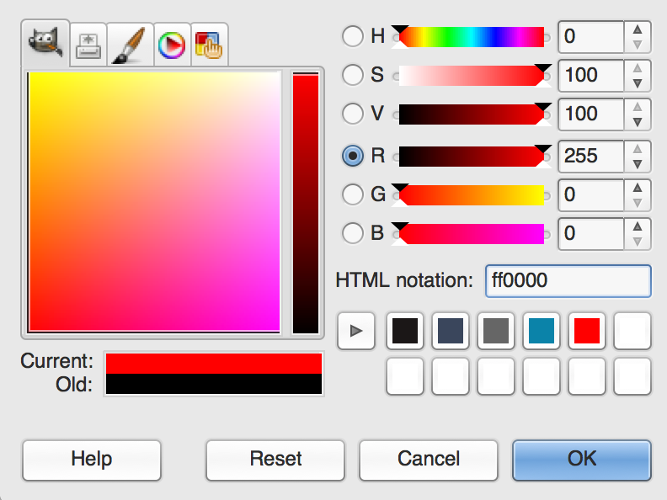 H 0
S 100
V 100
R 255
G 0
B 0
HTML notation: ff0000
Current:
Old:
Help Reset Cancel OK